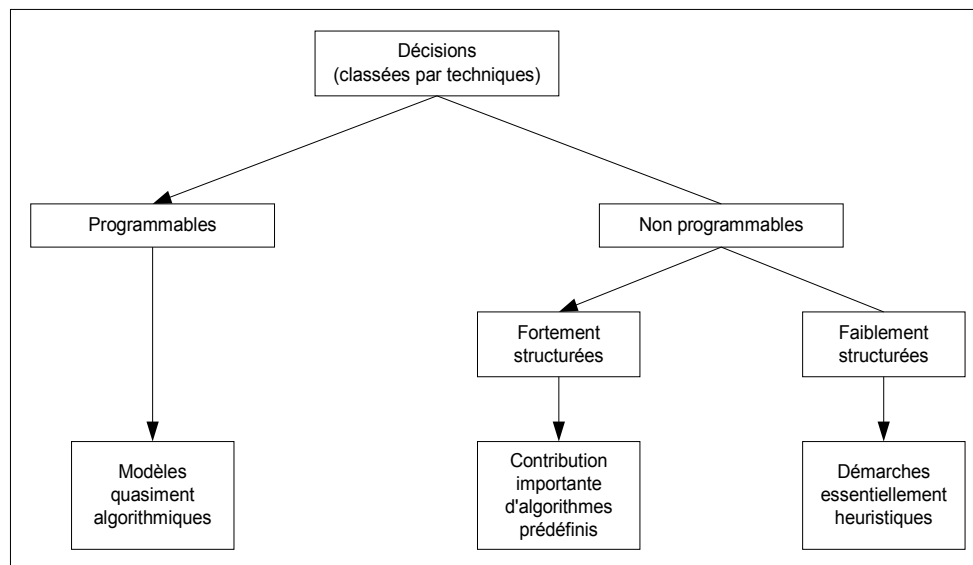 Décisions
(classées par techniques)
Programmables
Non programmables
Fortement
structurées
Faiblement
structurées
Modèles
quasiment
algorithmiques
Contribution
importante
d'algorithmes
prédéfinis
Démarches
essentiellement
heuristiques